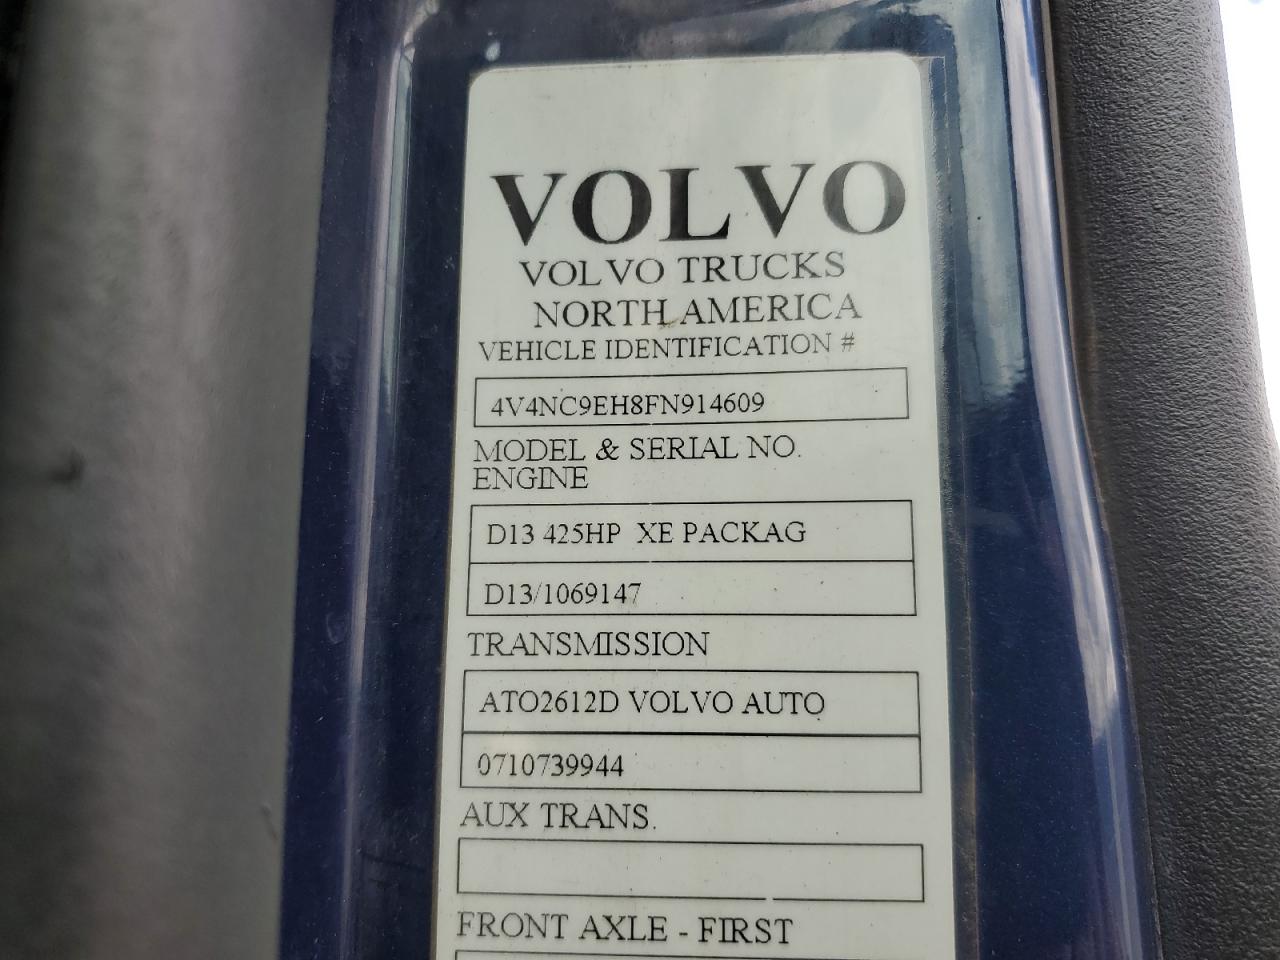 VOLVO
VOLVO TRUCKS
NORTH AMERICA
VEHICLE IDENTIFICATION #
4V4NC9EH8FN914609
MODEL & SERIAL NO.
ENGINE
D13 425HP XE PACKAG
D13/1069147
TRANSMISSION
ATO2612D VOLVO AUTO
0710739944
AUX TRANS.
FRONT AXLE - FIRST